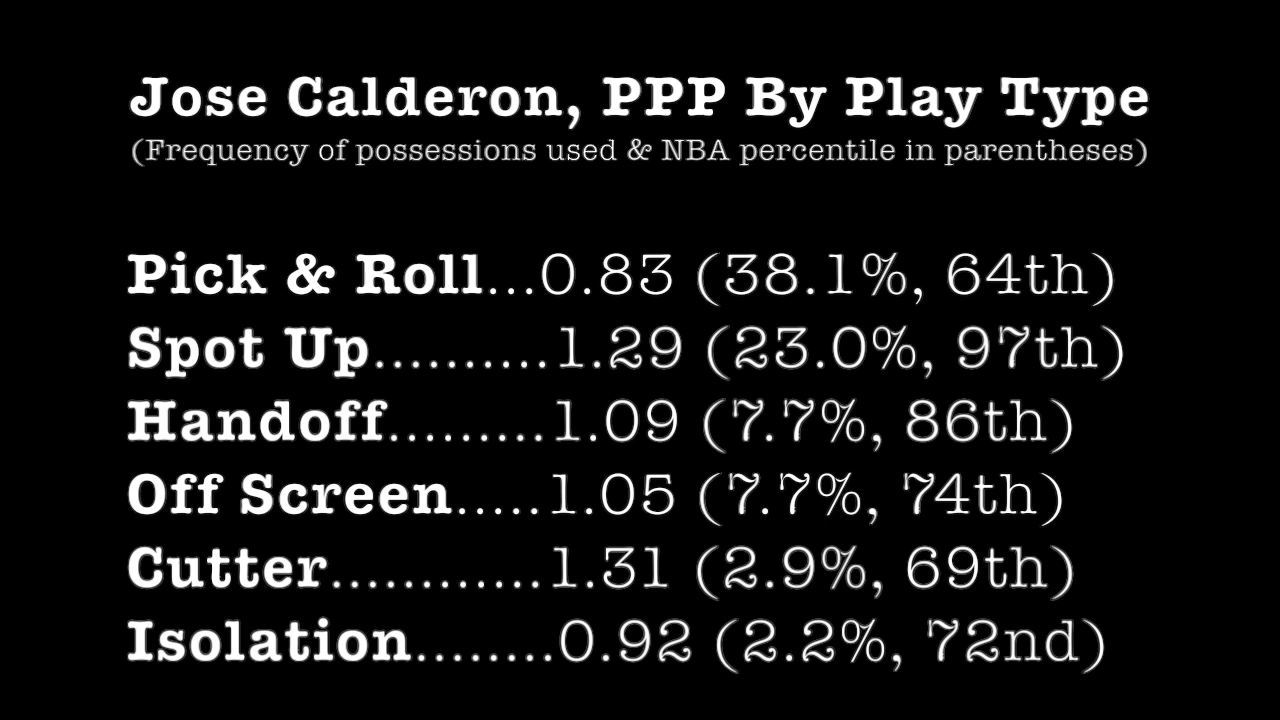 Jose Calderon, PPP By Play Type
(Frequency of possessions used & NBA percentile in parentheses)
Pick & Roll...0.83 (38.1%, 64th)
Spot Up..........1.29 (23.0%, 97th)
Handoff.........1.09 (7.7%, 86th)
Off Screen.....1.05 (7.7%, 74th)
Cutter............1.31 (2.9%, 69th)
Isolation........0.92 (2.2%, 72nd)